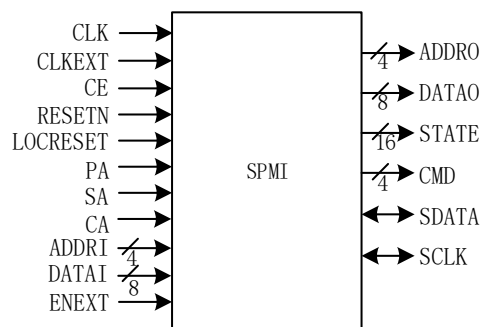 CLK
CLKEXT
CE
RESETN
LOCRESET
PA
SA
CA
ADDRI
4
DATAI
8
ENEXT
SPMI
4
ADDRO
8
DATAO
16
STATE
4
CMD
SDATA
SCLK